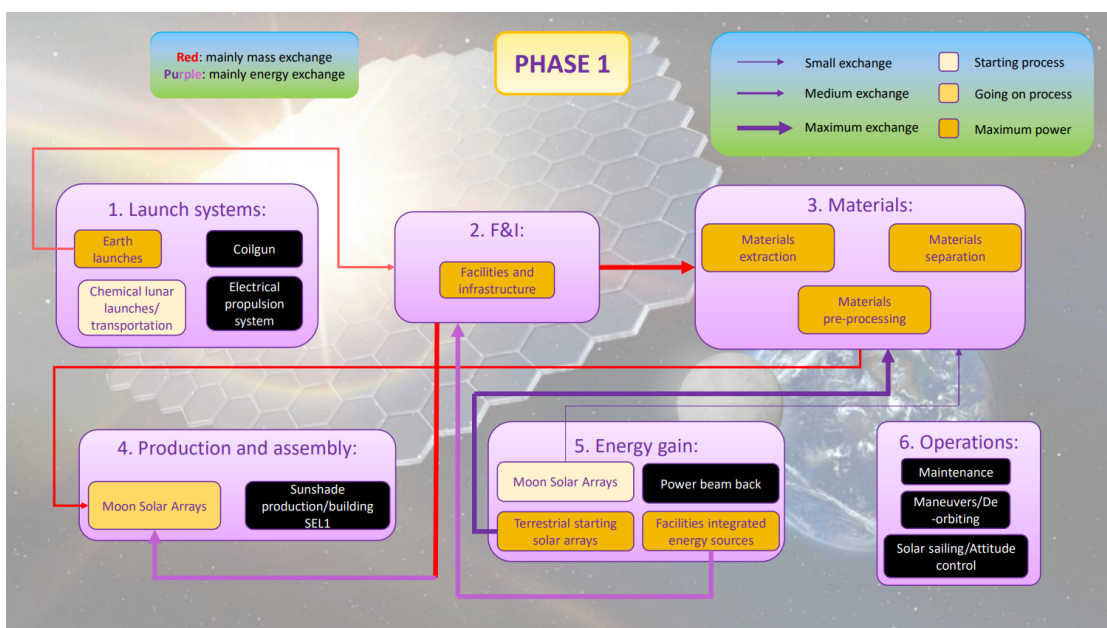 Red: mainly mass exchange
Purple: mainly energy exchange
PHASE 1
Small exchange
Medium exchange
Maximum exchange
Starting process
Going on process
Maximum power
1. Launch systems:
Earth
launches
Coilgun
Chemical lunar
launches/
transportation
Electrical
propulsion
system
2. F&I:
Facilities and
infrastructure
3. Materials:
Materials
extraction
Materials
separation
Materials
pre-processing
4. Production and assembly:
Moon Solar Arrays
Sunshade
production/building
SEL1
5. Energy gain:
Moon Solar Arrays
Power beam back
Terrestrial starting
solar arrays
Facilities integrated
energy sources
6. Operations:
Maintenance
Maneuvers/De
-orbiting
Solar sailing/Attitude
control